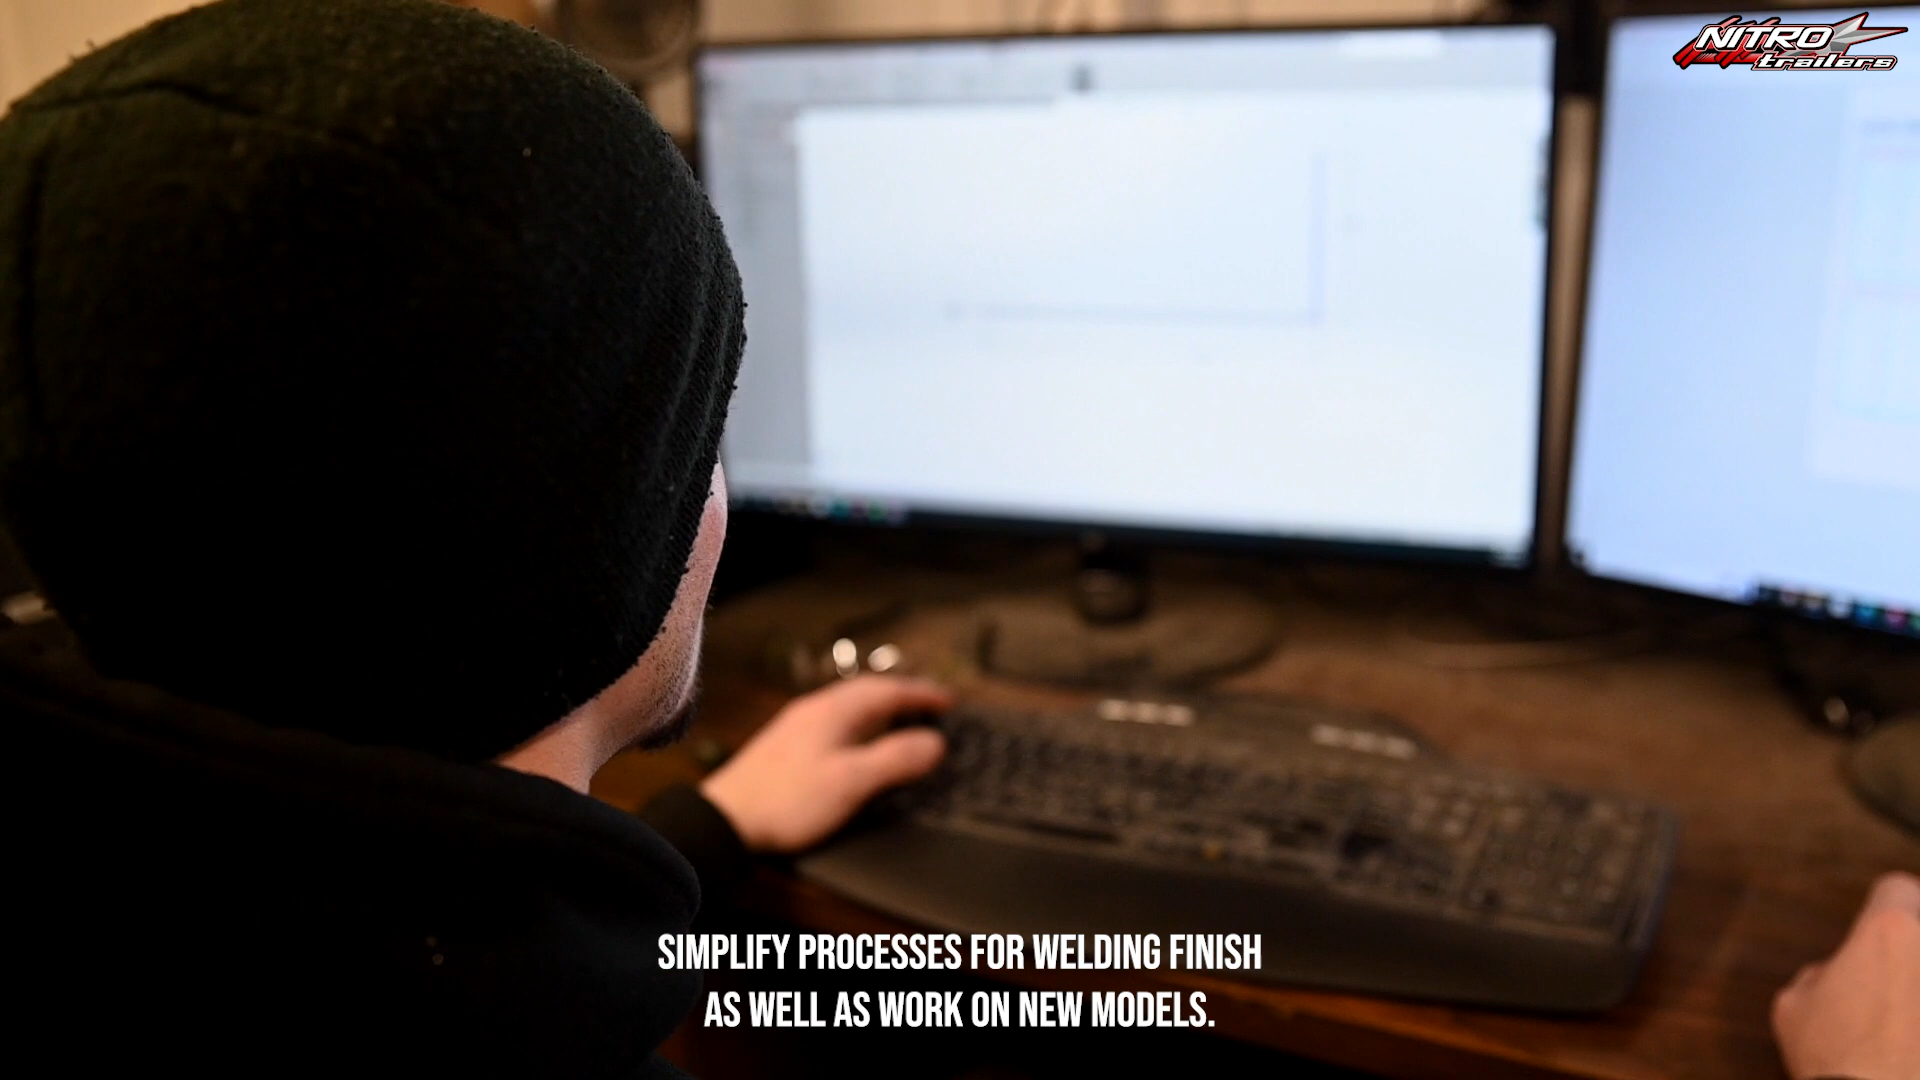 NITRO
trailers
SIMPLIFY PROCESSES FOR WELDING FINISH
AS WELL AS WORK ON NEW MODELS.